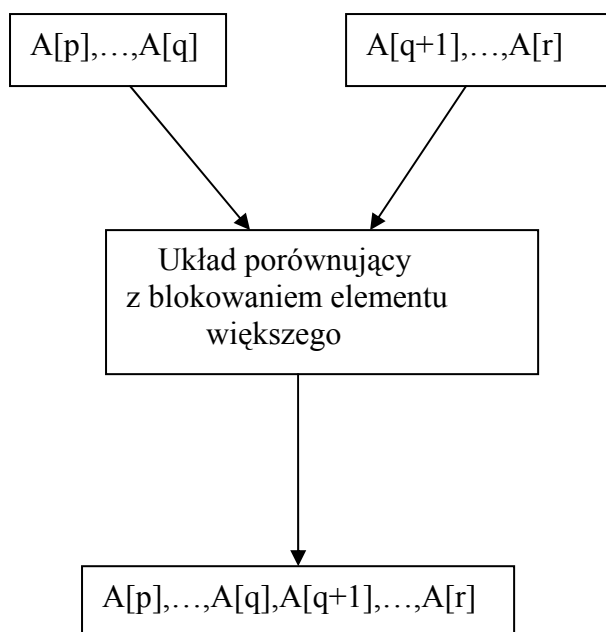 A[p],…,A[q]
A[q+1],…,A[r]
Układ porównujący
z blokowaniem elementu
większego
A[p],…,A[q],A[q+1],…,A[r]